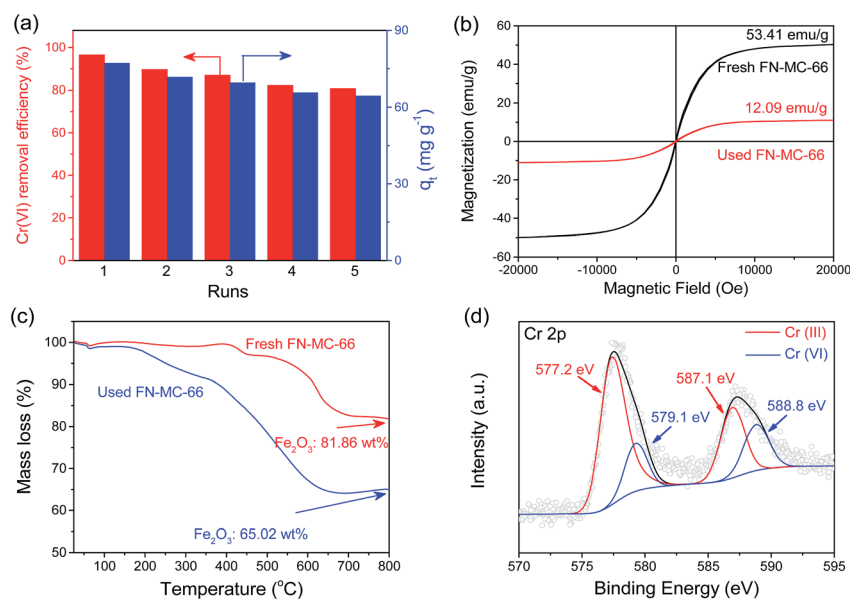 (a)
Cr(VI) removal efficiency (%)
100
80
60
40
20
0
90
60
30
0
q_t (mg g⁻¹)
1 2 3 4 5
Runs
(b)
Magnetization (emu/g)
60
40
20
0
-20
-40
-60
53.41 emu/g
Fresh FN-MC-66
12.09 emu/g
Used FN-MC-66
-20000 -10000 0 10000 20000
Magnetic Field (Oe)
(c)
Mass loss (%)
100
90
80
70
60
50
Fresh FN-MC-66
Used FN-MC-66
Fe₂O₃: 81.86 wt%
Fe₂O₃: 65.02 wt%
100 200 300 400 500 600 700 800
Temperature (°C)
(d)
Cr 2p
Cr (III)
Cr (VI)
577.2 eV
587.1 eV
579.1 eV
588.8 eV
Intensity (a.u.)
570 575 580 585 590 595
Binding Energy (eV)